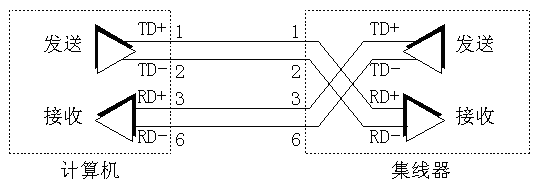 TD+ 1 1 TD+
发送 发送
TD- 2 2 TD-
RD+ 3 3 RD+
接收 接收
RD- 6 6 RD-
计算机 集线器